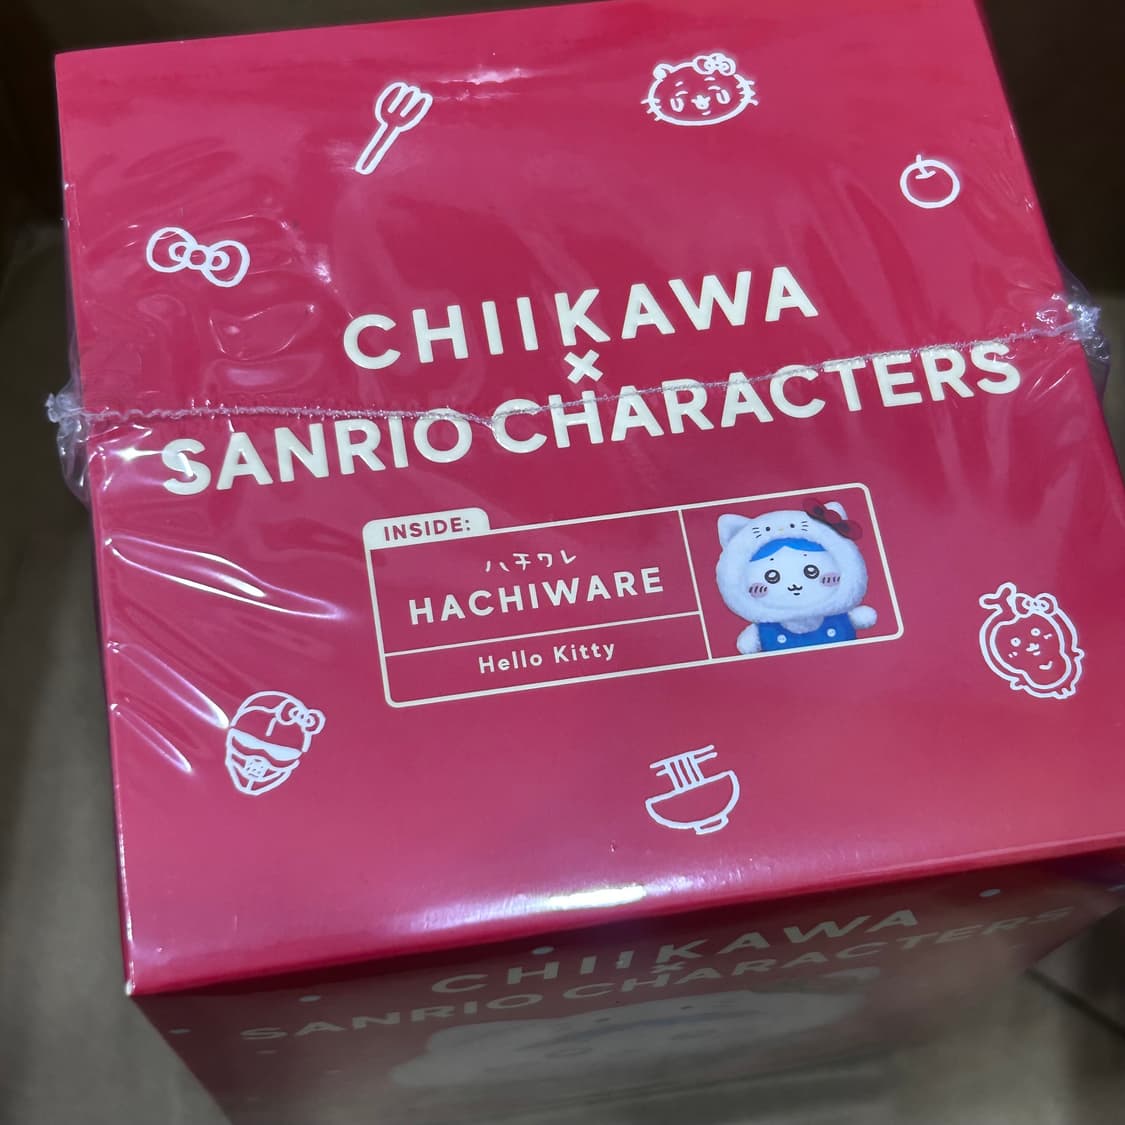 CHIIKAWA
×
SANRIO CHARACTERS
INSIDE:
ハチワレ
HACHIWARE
Hello Kitty
CHIIKAWA
×
SANRIO CHARACTERS